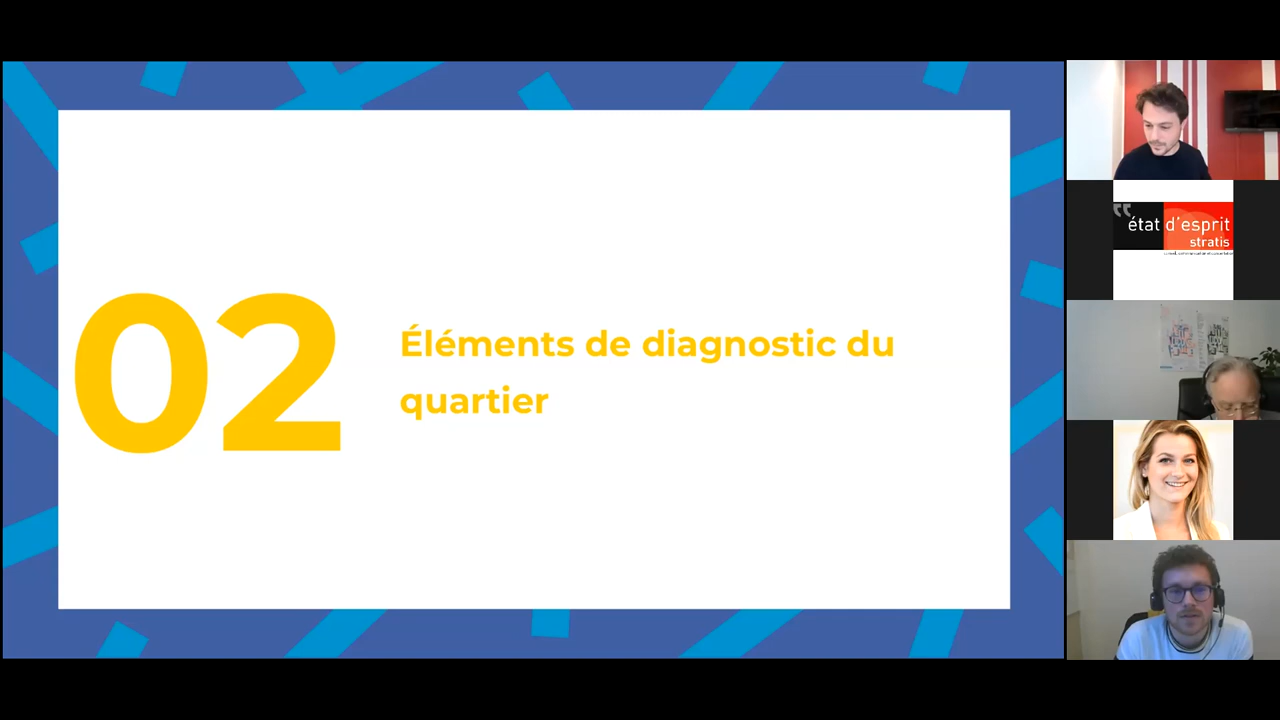 02
Éléments de diagnostic du
quartier
état d'esprit
stratis